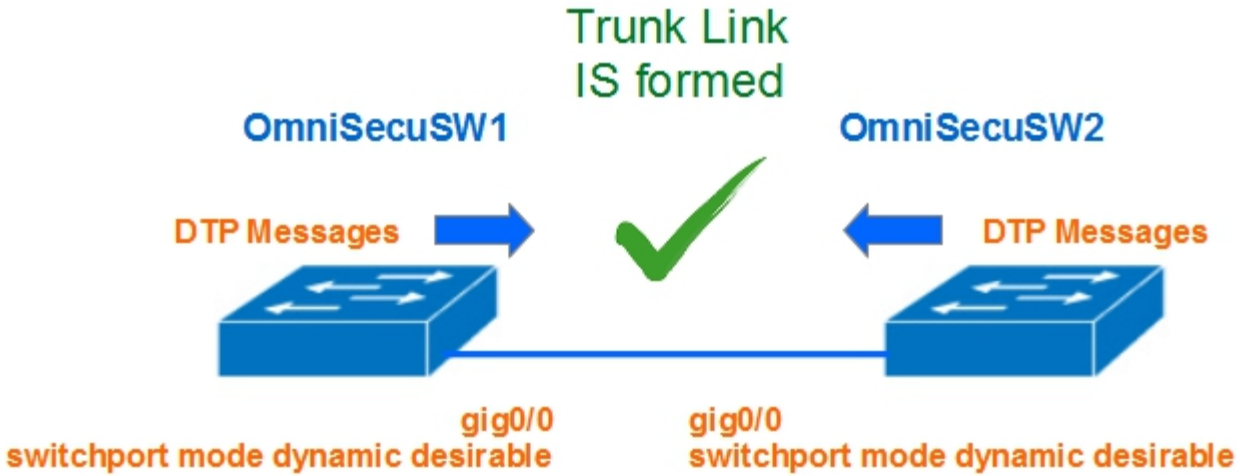 Trunk Link
IS formed
OmniSecuSW1
OmniSecuSW2
DTP Messages
DTP Messages
gig0/0
switchport mode dynamic desirable
gig0/0
switchport mode dynamic desirable